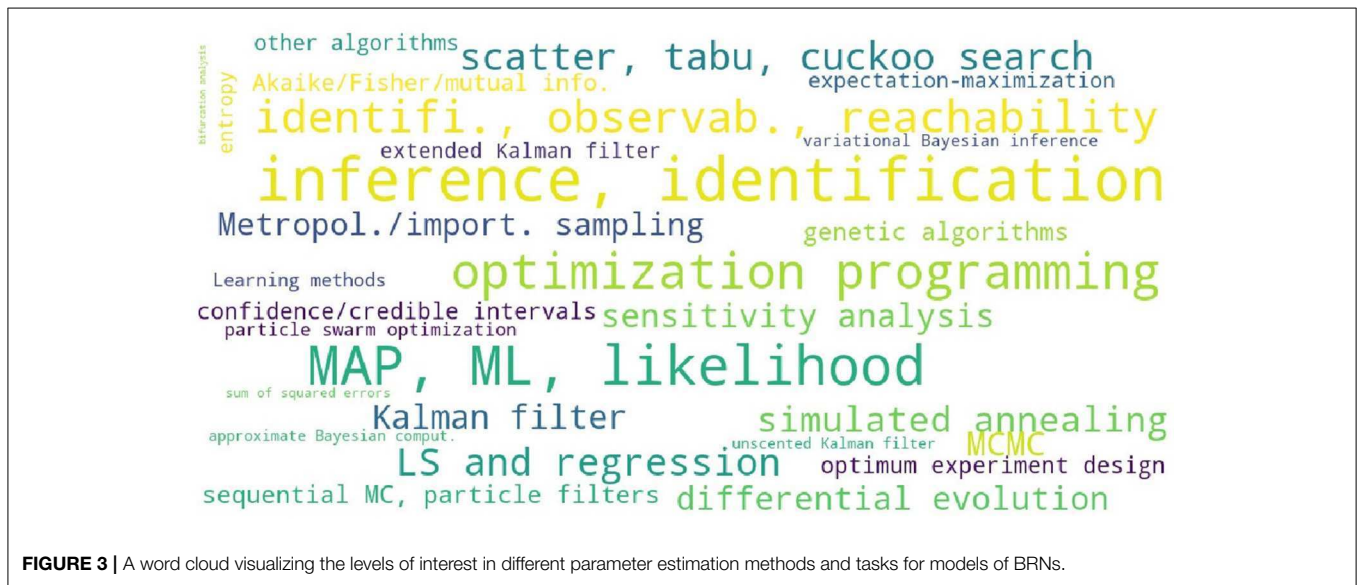 other algorithms
scatter, tabu, cuckoo search
bifurcation analysis
entropy
Akaike/Fisher/mutual info.
expectation-maximization
identifi., observab., reachability
extended Kalman filter
variational Bayesian inference
inference, identification
Metropol./import. sampling
genetic algorithms
optimization programming
Learning methods
confidence/credible intervals
sensitivity analysis
particle swarm optimization
MAP, ML, likelihood
sum of squared errors
Kalman filter
simulated annealing
approximate Bayesian comput.
unscented Kalman filter
MCMC
LS and regression
optimum experiment design
sequential MC, particle filters
differential evolution
FIGURE 3 | A word cloud visualizing the levels of interest in different parameter estimation methods and tasks for models of BRNs.